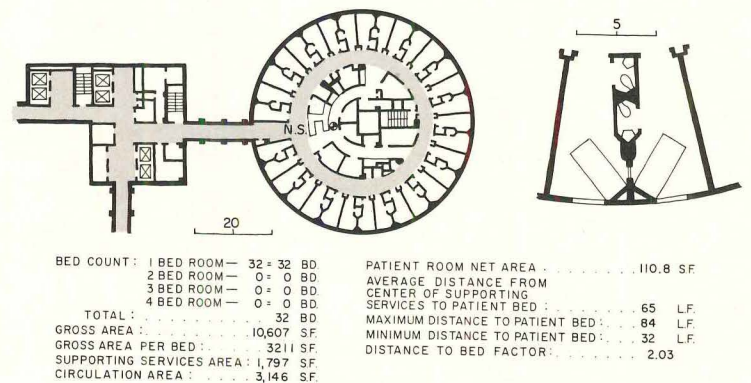 5
N.S.
20
BED COUNT: 1 BED ROOM — 32 = 32 BD.
2 BED ROOM — 0 = 0 BD.
3 BED ROOM — 0 = 0 BD.
4 BED ROOM — 0 = 0 BD.
TOTAL: . . . . . . . . . . 32 BD
GROSS AREA: . . . . . . . . 10,607 S.F.
GROSS AREA PER BED: . . . . . 3211 S.F.
SUPPORTING SERVICES AREA: 1,797 S.F.
CIRCULATION AREA: . . . . . 3,146 S.F.
PATIENT ROOM NET AREA . . . . . . . . 110.8 S.F.
AVERAGE DISTANCE FROM
CENTER OF SUPPORTING
SERVICES TO PATIENT BED: . . . . . 65 L.F.
MAXIMUM DISTANCE TO PATIENT BED: . . . 84 L.F.
MINIMUM DISTANCE TO PATIENT BED: . . . 32 L.F.
DISTANCE TO BED FACTOR: . . . . . . 2.03